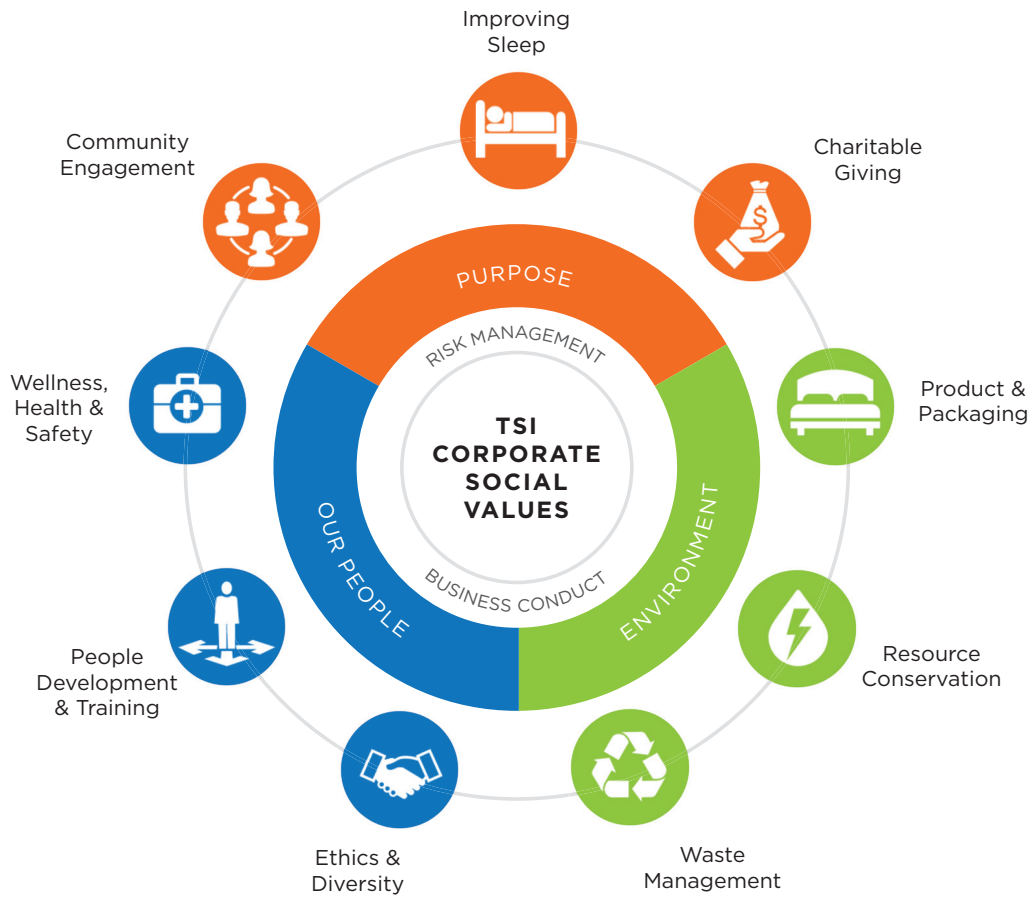 Improving
Sleep
Community
Engagement
Charitable
Giving
$
PURPOSE
RISK MANAGEMENT
Wellness,
Health &
Safety
Product &
Packaging
TSI
CORPORATE
SOCIAL
VALUES
OUR PEOPLE
ENVIRONMENT
BUSINESS CONDUCT
People
Development
& Training
Resource
Conservation
Ethics &
Diversity
Waste
Management